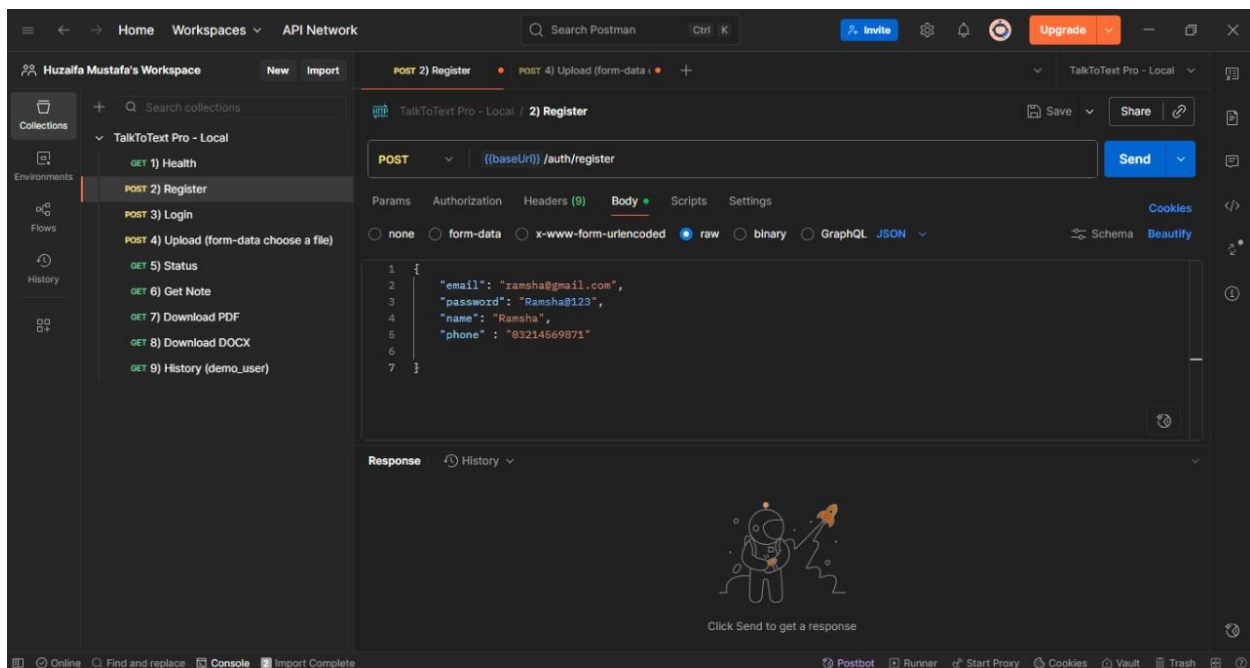 Home Workspaces API Network Search Postman Ctrl K Invite Upgrade
Huzaifa Mustafa's Workspace New Import POST 2) Register POST 4) Upload (form-data TalkToText Pro - Local
Collections
Environments
Flows
History
Search collections
TalkToText Pro - Local
GET 1) Health
POST 2) Register
POST 3) Login
POST 4) Upload (form-data choose a file)
GET 5) Status
GET 6) Get Note
GET 7) Download PDF
GET 8) Download DOCX
GET 9) History (demo_user)
HTTP TalkToText Pro - Local / 2) Register Save Share
POST {{baseUrl}} /auth/register Send
Params Authorization Headers (9) Body Scripts Settings Cookies
none form-data x-www-form-urlencoded raw binary GraphQL JSON Schema Beautify
1 {
2 "email": "ramsha@gmail.com",
3 "password": "Ramsha@123",
4 "name": "Ramsha",
5 "phone" : "03214569871"
6
7 }
Response History
Click Send to get a response
Online Find and replace Console 2 Import Complete Postbot Runner Start Proxy Cookies Vault Trash